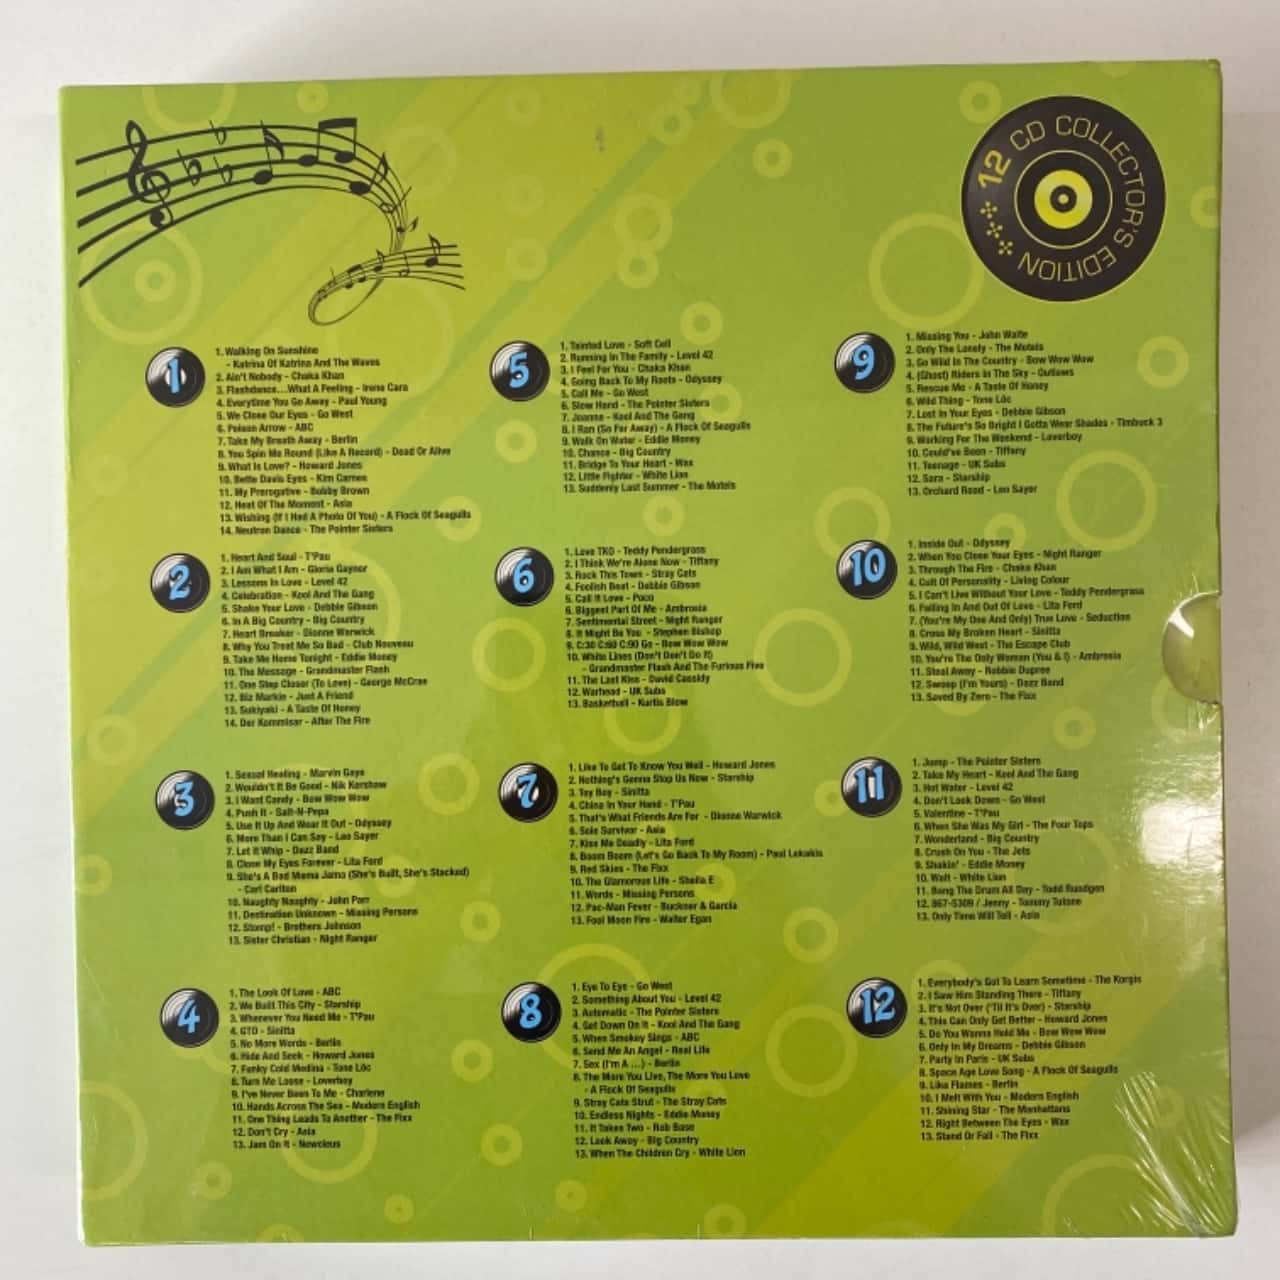 12 CD COLLECTOR'S EDITION
1
1. Walking On Sunshine
- Katrina Of Katrina And The Waves
2. Ain't Nobody - Chaka Khan
3. Flashdance...What A Feeling - Irene Cara
4. Everytime You Go Away - Paul Young
5. We Close Our Eyes - Go West
6. Poison Arrow - ABC
7. Take My Breath Away - Berlin
8. You Spin Me Round (Like A Record) - Dead Or Alive
9. What Is Love? - Howard Jones
10. Bette Davis Eyes - Kim Carnes
11. My Prerogative - Bobby Brown
12. Heat Of The Moment - Asia
13. Wishing (If I Had A Photo Of You) - A Flock Of Seagulls
14. Neutron Dance - The Pointer Sisters
2
1. Heart And Soul - T'Pau
2. I Am What I Am - Gloria Gaynor
3. Lessons In Love - Level 42
4. Celebration - Kool And The Gang
5. Shake Your Love - Debbie Gibson
6. In A Big Country - Big Country
7. Heart Breaker - Dionne Warwick
8. Why You Treat Me So Bad - Club Nouveau
9. Take Me Home Tonight - Eddie Money
10. The Message - Grandmaster Flash
11. One Step Closer (To Love) - George McCrae
12. Biz Markin - Just A Friend
13. Sukiyaki - A Taste Of Honey
14. Der Kommisar - After The Fire
3
1. Sexual Healing - Marvin Gaye
2. Wouldn't It Be Good - Nik Kershaw
3. I Want Candy - Bow Wow Wow
4. Push It - Salt-N-Pepa
5. Use It Up And Wear It Out - Odyssey
6. More Than I Can Say - Leo Sayer
7. Let It Whip - Dazz Band
8. Close My Eyes Forever - Lita Ford
9. She's A Bad Mama Jama (She's Built, She's Stacked)
- Carl Carlton
10. Naughty Naughty - John Parr
11. Destination Unknown - Missing Persons
12. Stomp! - Brothers Johnson
13. Sister Christian - Night Ranger
4
1. The Look Of Love - ABC
2. We Built This City - Starship
3. Whenever You Need Me - T'Pau
4. GTO - Sinitta
5. No More Words - Berlin
6. Hide And Seek - Howard Jones
7. Funky Cold Medina - Tone Lōc
8. Turn Me Loose - Loverboy
9. I've Never Been To Me - Charlene
10. Hands Across The Sea - Modern English
11. One Thing Leads To Another - The Fixx
12. Don't Cry - Asia
13. Jam On It - Newcleus
5
1. Tainted Love - Soft Cell
2. Running In The Family - Level 42
3. I Feel For You - Chaka Khan
4. Going Back To My Roots - Odyssey
5. Call Me - Go West
6. Slow Hand - The Pointer Sisters
7. Joanna - Kool And The Gang
8. I Ran (So Far Away) - A Flock Of Seagulls
9. Walk On Water - Eddie Money
10. Chance - Big Country
11. Bridge To Your Heart - Wax
12. Little Fighter - White Lion
13. Suddenly Last Summer - The Motels
6
1. Love TKO - Teddy Pendergrass
2. I Think We're Alone Now - Tiffany
3. Rock This Town - Stray Cats
4. Foolish Beat - Debbie Gibson
5. Call It Love - Poco
6. Biggest Part Of Me - Ambrosia
7. Sentimental Street - Night Ranger
8. It Might Be You - Stephen Bishop
9. C:30 C:60 C:90 Go - Bow Wow Wow
10. White Lines (Don't Don't Do It)
- Grandmaster Flash And The Furious Five
11. The Last Kiss - David Cassidy
12. Warhead - UK Subs
13. Basketball - Kurtis Blow
7
1. Like To Get To Know You Well - Howard Jones
2. Nothing's Gonna Stop Us Now - Starship
3. Toy Boy - Sinitta
4. China In Your Hand - T'Pau
5. That's What Friends Are For - Dionne Warwick
6. Sole Survivor - Asia
7. Kiss Me Deadly - Lita Ford
8. Boom Boom (Let's Go Back To My Room) - Paul Lekakis
9. Red Skies - The Fixx
10. The Glamorous Life - Sheila E
11. Words - Missing Persons
12. Pac-Man Fever - Buckner & Garcia
13. Fool Moon Fire - Walter Egan
8
1. Eye To Eye - Go West
2. Something About You - Level 42
3. Automatic - The Pointer Sisters
4. Get Down On It - Kool And The Gang
5. When Smokey Sings - ABC
6. Send Me An Angel - Real Life
7. Sex (I'm A ...) - Berlin
8. The More You Live, The More You Love
- A Flock Of Seagulls
9. Stray Cats Strut - The Stray Cats
10. Endless Nights - Eddie Money
11. It Takes Two - Rob Base
12. Look Away - Big Country
13. When The Children Cry - White Lion
9
1. Missing You - John Waite
2. Only The Lonely - The Motels
3. Go Wild In The Country - Bow Wow Wow
4. (Ghost) Riders In The Sky - Outlaws
5. Rescue Me - A Taste Of Honey
6. Wild Thing - Tone Lōc
7. Lost In Your Eyes - Debbie Gibson
8. The Future's So Bright I Gotta Wear Shades - Timbuck 3
9. Working For The Weekend - Loverboy
10. Could've Been - Tiffany
11. Teenage - UK Subs
12. Sara - Starship
13. Orchard Road - Leo Sayer
10
1. Inside Out - Odyssey
2. When You Close Your Eyes - Night Ranger
3. Through The Fire - Chaka Khan
4. Cult Of Personality - Living Colour
5. I Can't Live Without Your Love - Teddy Pendergrass
6. Falling In And Out Of Love - Lita Ford
7. (You're My One And Only) True Love - Seduction
8. Cross My Broken Heart - Sinitta
9. Wild, Wild West - The Escape Club
10. You're The Only Woman (You & I) - Ambrosia
11. Steal Away - Robbie Dupree
12. Swoop (I'm Yours) - Dazz Band
13. Saved By Zero - The Fixx
11
1. Jump - The Pointer Sisters
2. Take My Heart - Kool And The Gang
3. Hot Water - Level 42
4. Don't Look Down - Go West
5. Valentine - T'Pau
6. When She Was My Girl - The Four Tops
7. Wonderland - Big Country
8. Crush On You - The Jets
9. Shakin' - Eddie Money
10. Wait - White Lion
11. Bang The Drum All Day - Todd Rundgen
12. 867-5309 / Jenny - Tommy Tutone
13. Only Time Will Tell - Asia
12
1. Everybody's Got To Learn Sometime - The Korgis
2. I Saw Him Standing There - Tiffany
3. It's Not Over ('Til It's Over) - Starship
4. This Can Only Get Better - Howard Jones
5. Do You Wanna Hold Me - Bow Wow Wow
6. Only In My Dreams - Debbie Gibson
7. Party In Paris - UK Subs
8. Space Age Love Song - A Flock Of Seagulls
9. Like Flames - Berlin
10. I Melt With You - Modern English
11. Shining Star - The Manhattans
12. Right Between The Eyes - Wax
13. Stand Or Fall - The Fixx